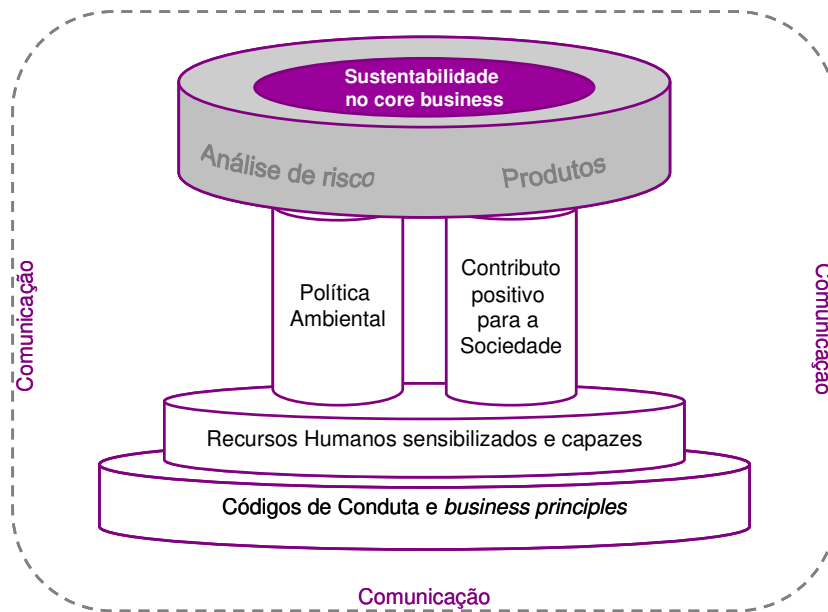 Sustentabilidade
no core business
Análise de risco
Produtos
Política
Ambiental
Contributo
positivo
para a
Sociedade
Comunicação
Comunicaçao
Recursos Humanos sensibilizados e capazes
Códigos de Conduta e business principles
Comunicação